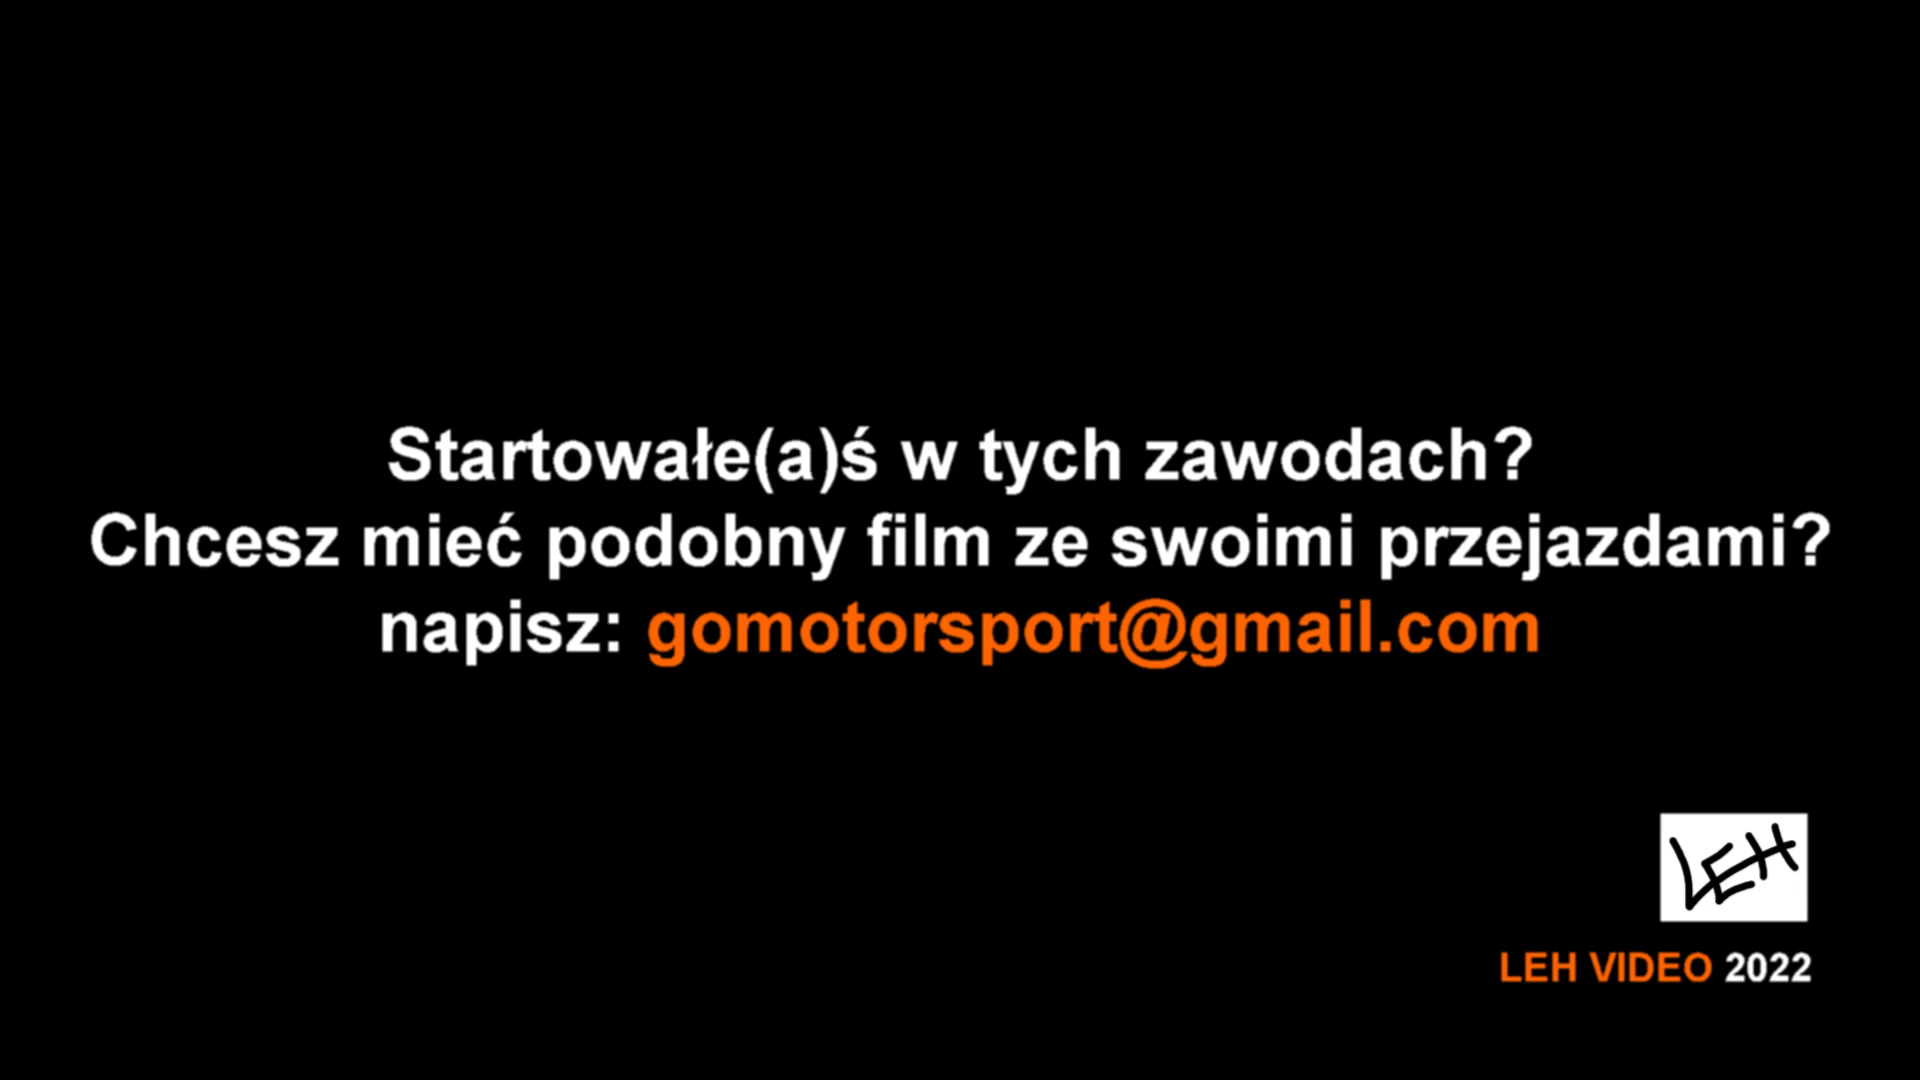 Startowałe(a)ś w tych zawodach?
Chcesz mieć podobny film ze swoimi przejazdami?
napisz: gomotorsport@gmail.com
LEH
LEH VIDEO 2022